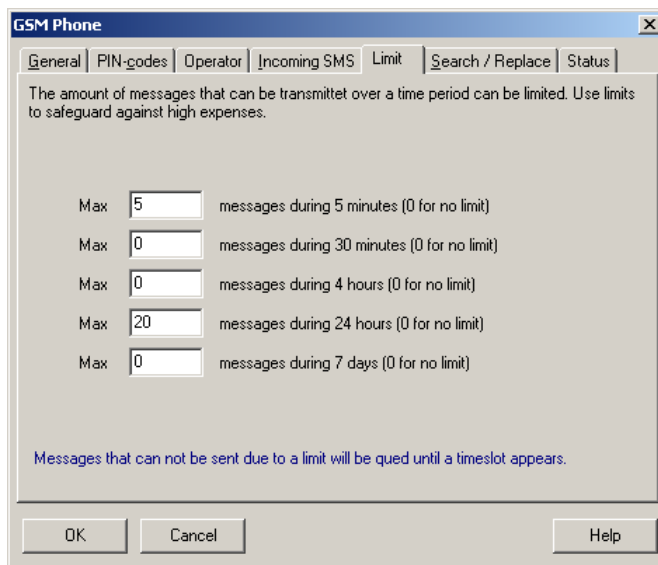 GSM Phone
General PIN-codes Operator Incoming SMS Limit Search / Replace Status
The amount of messages that can be transmittet over a time period can be limited. Use limits
to safeguard against high expenses.
Max 5 messages during 5 minutes (0 for no limit)
Max 0 messages during 30 minutes (0 for no limit)
Max 0 messages during 4 hours (0 for no limit)
Max 20 messages during 24 hours (0 for no limit)
Max 0 messages during 7 days (0 for no limit)
Messages that can not be sent due to a limit will be qued until a timeslot appears.
OK Cancel Help